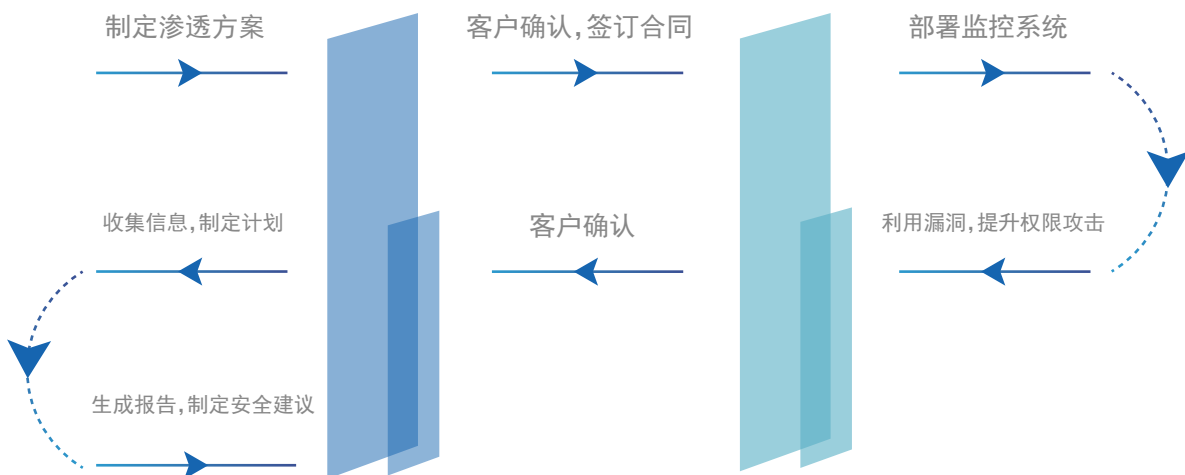 制定渗透方案
客户确认,签订合同
部署监控系统
收集信息,制定计划
客户确认
利用漏洞,提升权限攻击
生成报告,制定安全建议